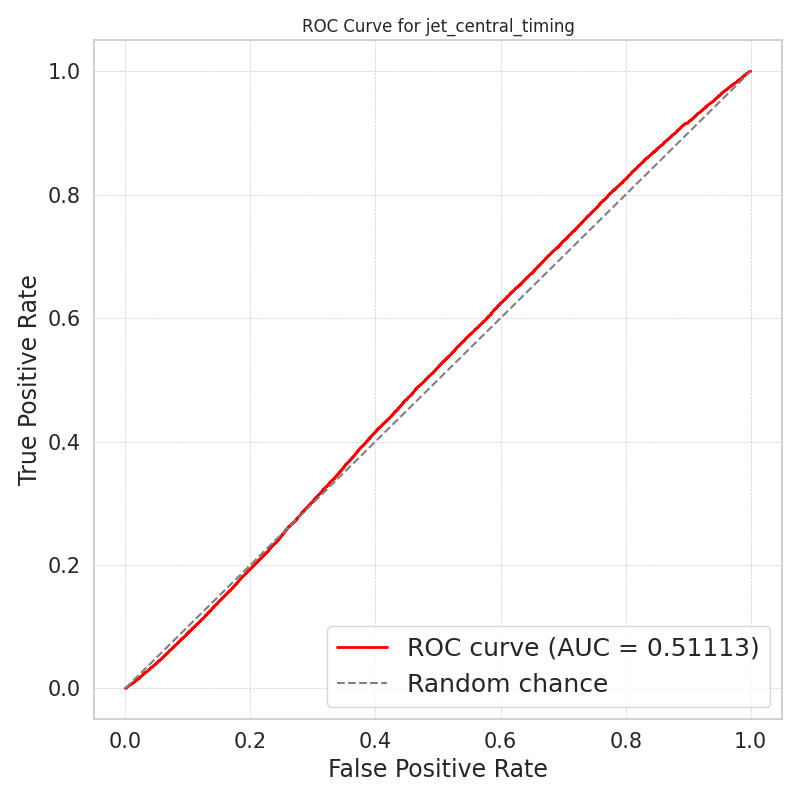 ROC Curve for jet_central_timing
True Positive Rate
1.0
0.8
0.6
0.4
0.2
0.0
ROC curve (AUC = 0.51113)
Random chance
0.0 0.2 0.4 0.6 0.8 1.0
False Positive Rate